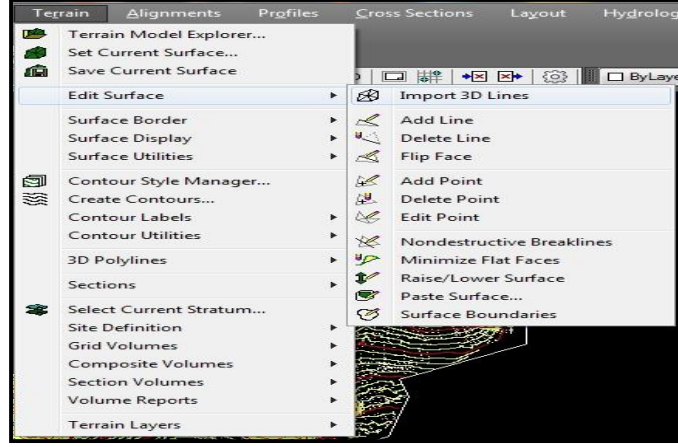 Terrain Alignments Profiles Cross Sections Layout Hydrolog
Terrain Model Explorer...
Set Current Surface...
Save Current Surface
ByLaye
Edit Surface
Import 3D Lines
Surface Border
Add Line
Surface Display
Delete Line
Surface Utilities
Flip Face
Contour Style Manager...
Add Point
Create Contours...
Delete Point
Contour Labels
Edit Point
Contour Utilities
Nondestructive Breaklines
3D Polylines
Minimize Flat Faces
Sections
Raise/Lower Surface
Paste Surface...
Select Current Stratum...
Surface Boundaries
Site Definition
Grid Volumes
Composite Volumes
Section Volumes
Volume Reports
Terrain Layers